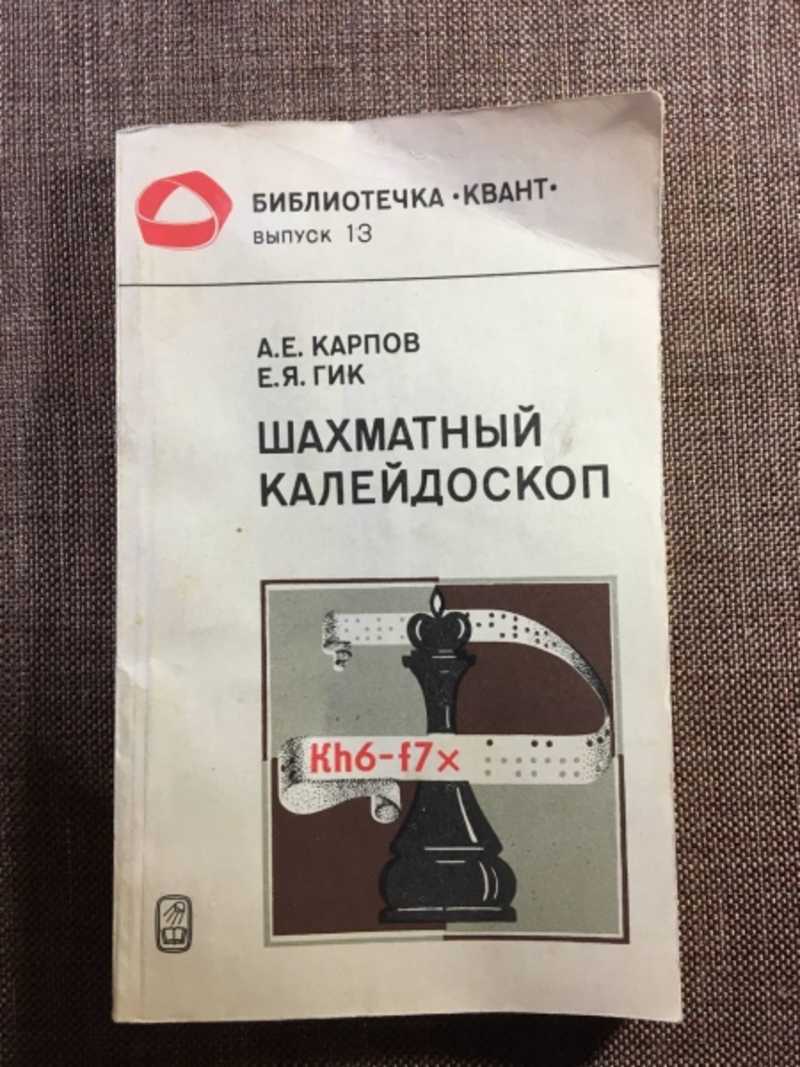 БИБЛИОТЕЧКА •КВАНТ•
ВЫПУСК 13
А.Е. КАРПОВ
Е.Я. ГИК
ШАХМАТНЫЙ
КАЛЕЙДОСКОП
Kh6-f7×